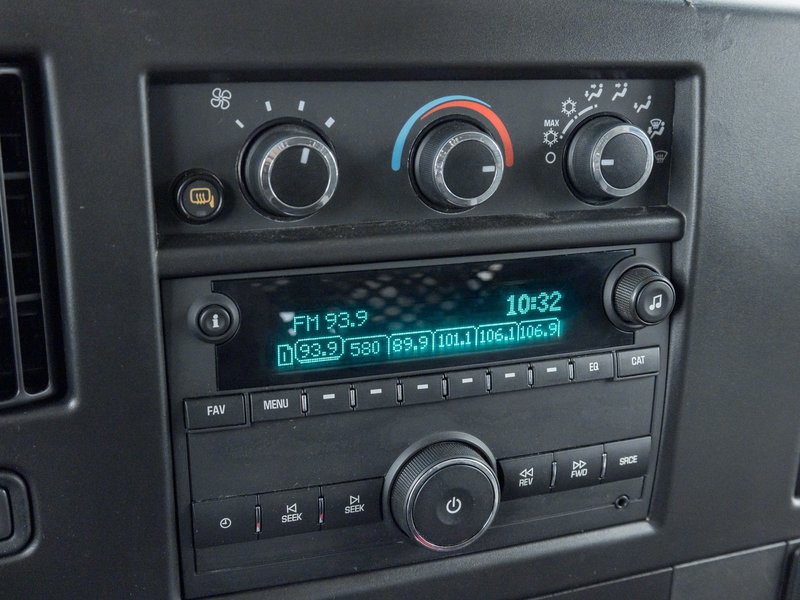 MAX
i
FM 93.9 10:32
1 93.9 580 89.9 101.1 106.1 106.9
FAV MENU EQ CAT
SEEK SEEK REV FWD SRCE